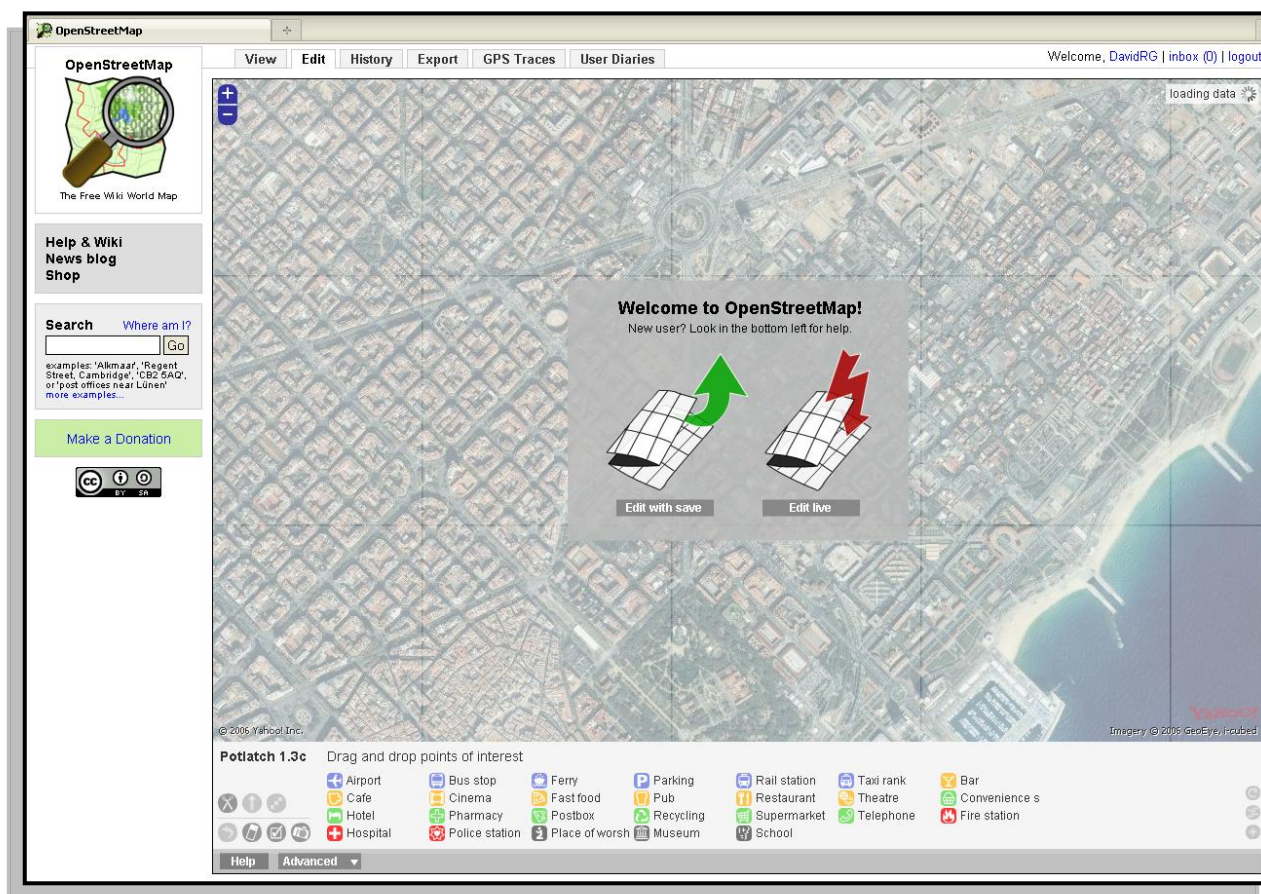 OpenStreetMap
OpenStreetMap
The Free Wiki World Map
View Edit History Export GPS Traces User Diaries
Welcome, DavidRG | inbox (0) | logout
loading data
Help & Wiki
News blog
Shop
Search Where am I?
Go
examples: 'Alkmaar', 'Regent
Street, Cambridge', 'CB2 5AQ',
or 'post offices near Lünen'
more examples...
Make a Donation
cc BY SA
+
−
Welcome to OpenStreetMap!
New user? Look in the bottom left for help.
Edit with save Edit live
© 2006 Yahoo! Inc.
Imagery © 2006 GeoEye, i-cubed
Potlatch 1.3c Drag and drop points of interest
Airport Bus stop Ferry Parking Rail station Taxi rank Bar
Cafe Cinema Fast food Pub Restaurant Theatre Convenience s
Hotel Pharmacy Postbox Recycling Supermarket Telephone Fire station
Hospital Police station Place of worsh Museum School
Help Advanced